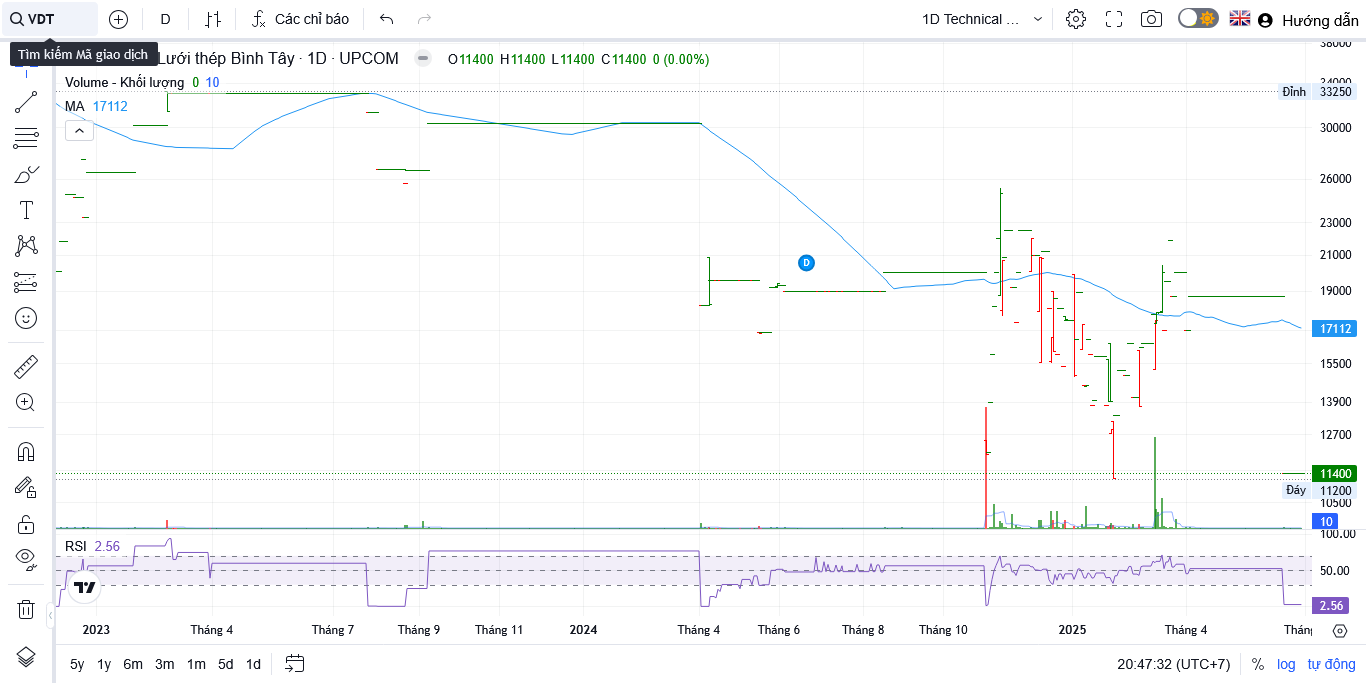 VDT
D
Các chỉ báo
1D Technical ...
Hướng dẫn
Tìm kiếm Mã giao dịch
Lưới thép Bình Tây · 1D · UPCOM
O11400 H11400 L11400 C11400 0 (0.00%)
Volume - Khối lượng 0 10
MA 17112
38000
34000
Đỉnh 33250
30000
26000
23000
21000
19000
17112
15500
13900
12700
11400
Đáy 11200
10500
10
D
RSI 2.56
100.00
50.00
2.56
2023 Tháng 4 Tháng 7 Tháng 9 Tháng 11 2024 Tháng 4 Tháng 6 Tháng 8 Tháng 10 2025 Tháng 4 Tháng
5y 1y 6m 3m 1m 5d 1d
20:47:32 (UTC+7) % log tự động